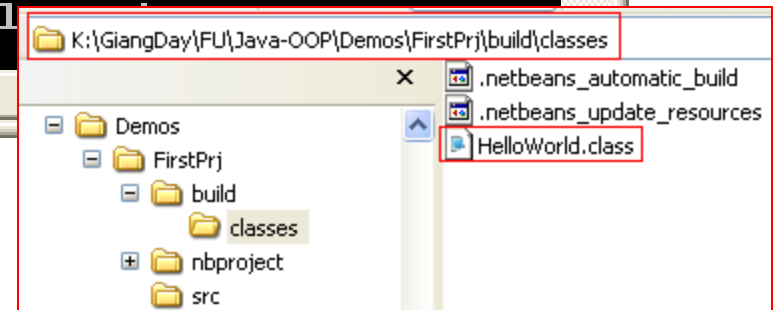 K:\GiangDay\FU\Java-OOP\Demos\FirstPrj\build\classes
.netbeans_automatic_build
.netbeans_update_resources
HelloWorld.class
Demos
FirstPrj
build
classes
nbproject
src